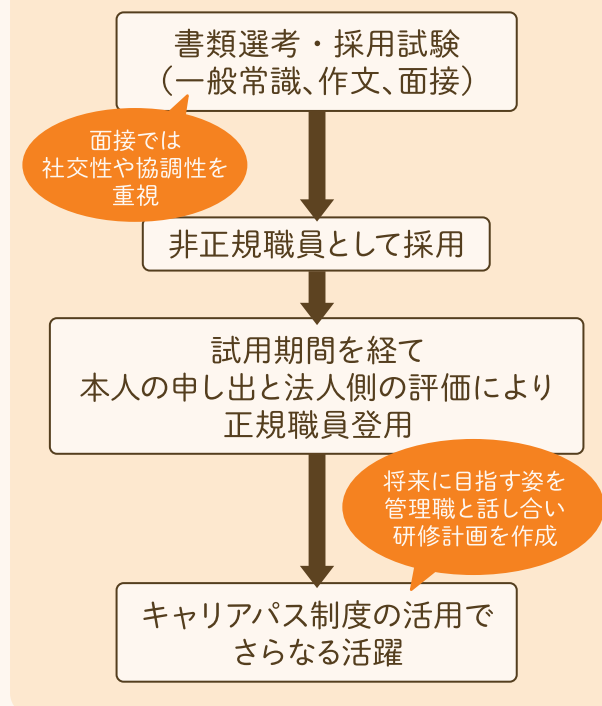 書類選考・採用試験
（一般常識、作文、面接）
面接では
社交性や協調性を
重視
非正規職員として採用
試用期間を経て
本人の申し出と法人側の評価により
正規職員登用
将来に目指す姿を
管理職と話し合い
研修計画を作成
キャリアパス制度の活用で
さらなる活躍